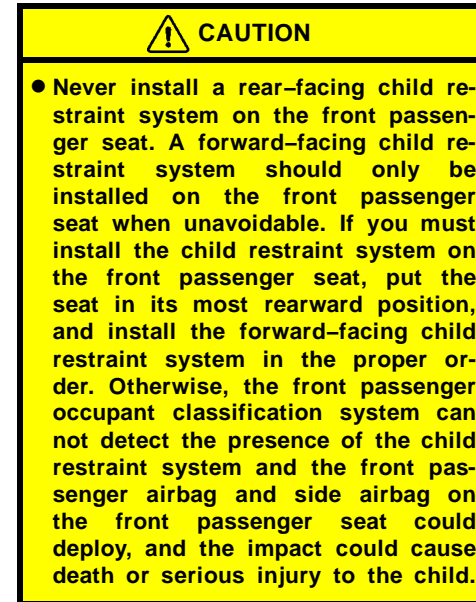 CAUTION
● Never install a rear–facing child re-
straint system on the front passen-
ger seat. A forward–facing child re-
straint system should only be
installed on the front passenger
seat when unavoidable. If you must
install the child restraint system on
the front passenger seat, put the
seat in its most rearward position,
and install the forward–facing child
restraint system in the proper or-
der. Otherwise, the front passenger
occupant classification system can
not detect the presence of the child
restraint system and the front pas-
senger airbag and side airbag on
the front passenger seat could
deploy, and the impact could cause
death or serious injury to the child.